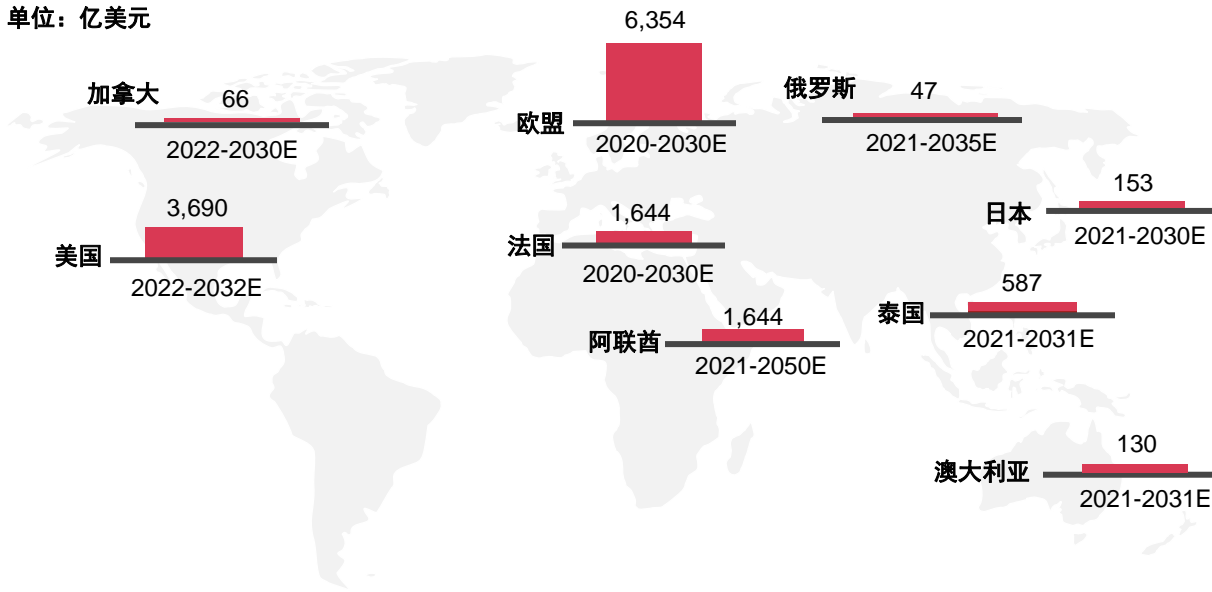 单位：亿美元
加拿大
66
2022-2030E
美国
3,690
2022-2032E
欧盟
6,354
2020-2030E
法国
1,644
2020-2030E
阿联酋
1,644
2021-2050E
俄罗斯
47
2021-2035E
日本
153
2021-2030E
泰国
587
2021-2031E
澳大利亚
130
2021-2031E